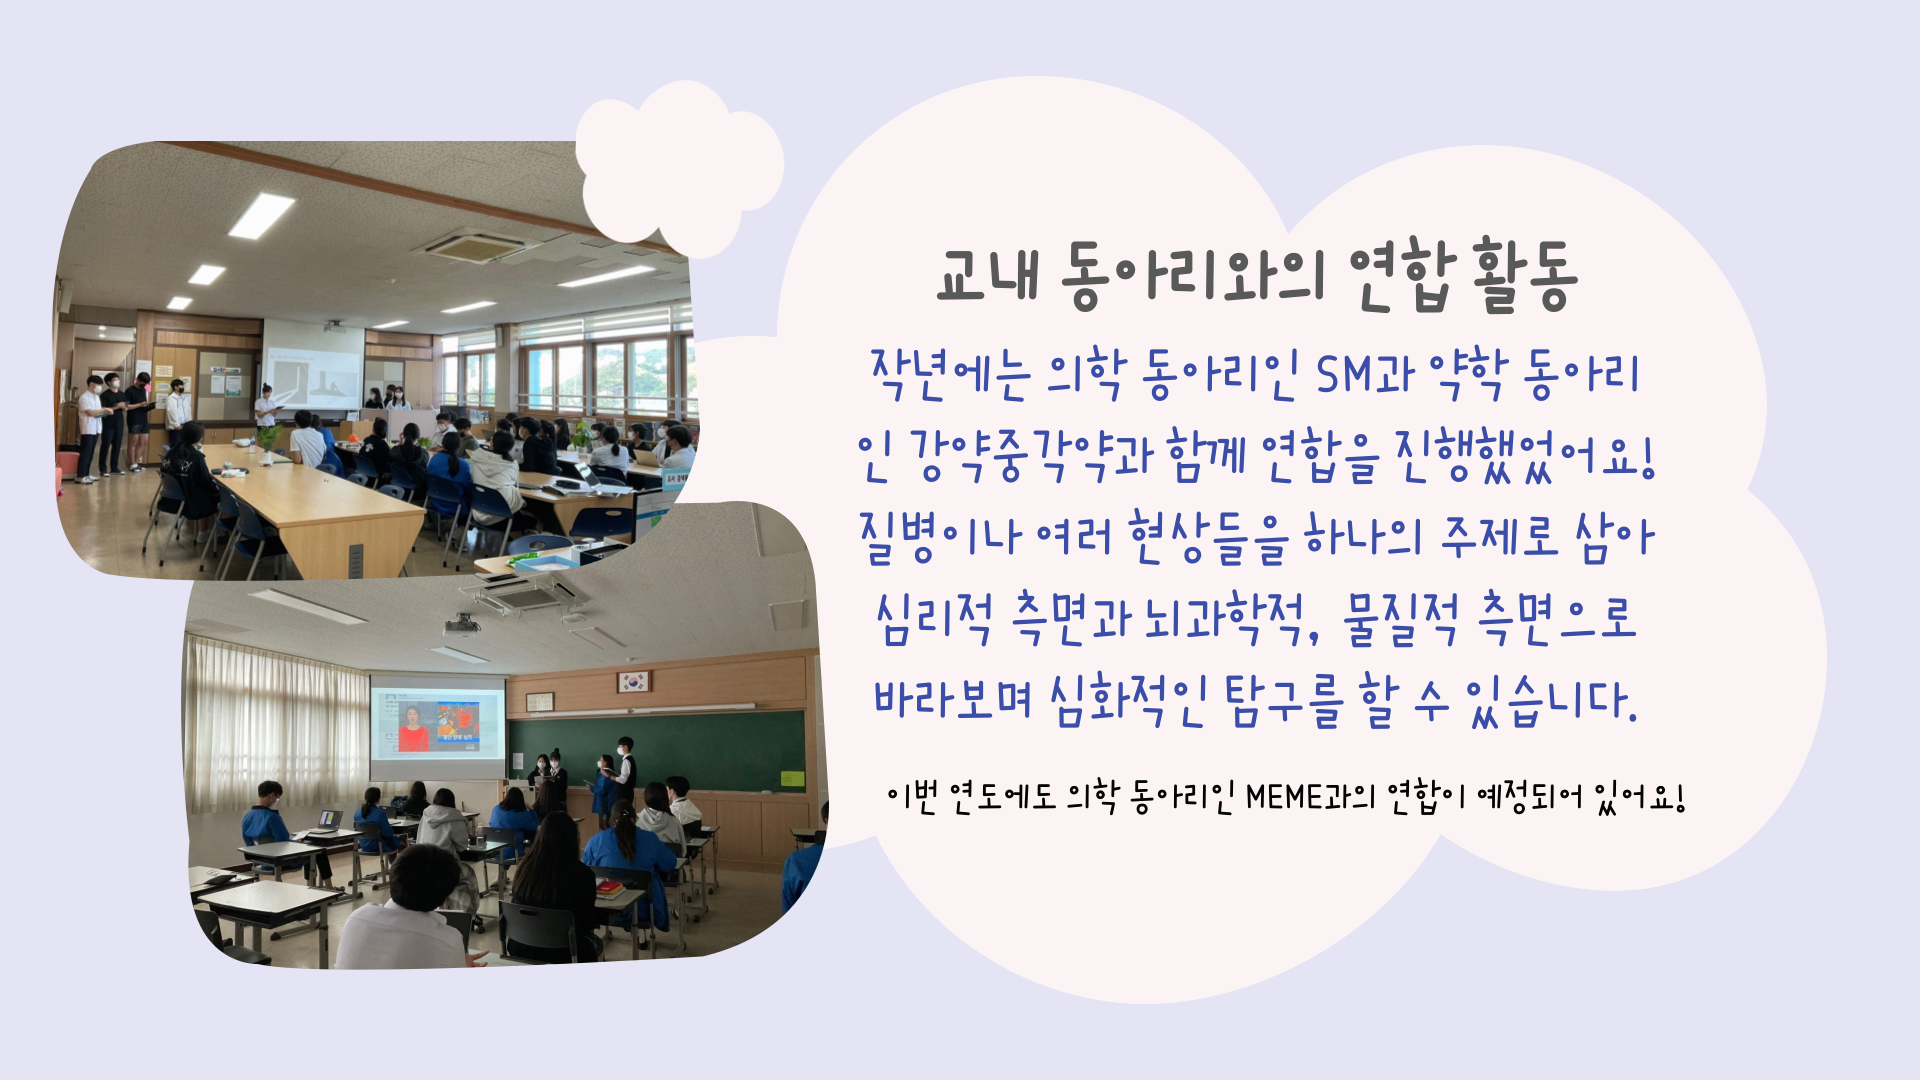 교내 동아리와의 연합 활동
작년에는 의학 동아리인 SM과 약학 동아리
인 강약중각약과 함께 연합을 진행했었어요!
질병이나 여러 현상들을 하나의 주제로 삼아
심리적 측면과 뇌과학적, 물질적 측면으로
바라보며 심화적인 탐구를 할 수 있습니다.
이번 연도에도 의학 동아리인 MEME과의 연합이 예정되어 있어요!